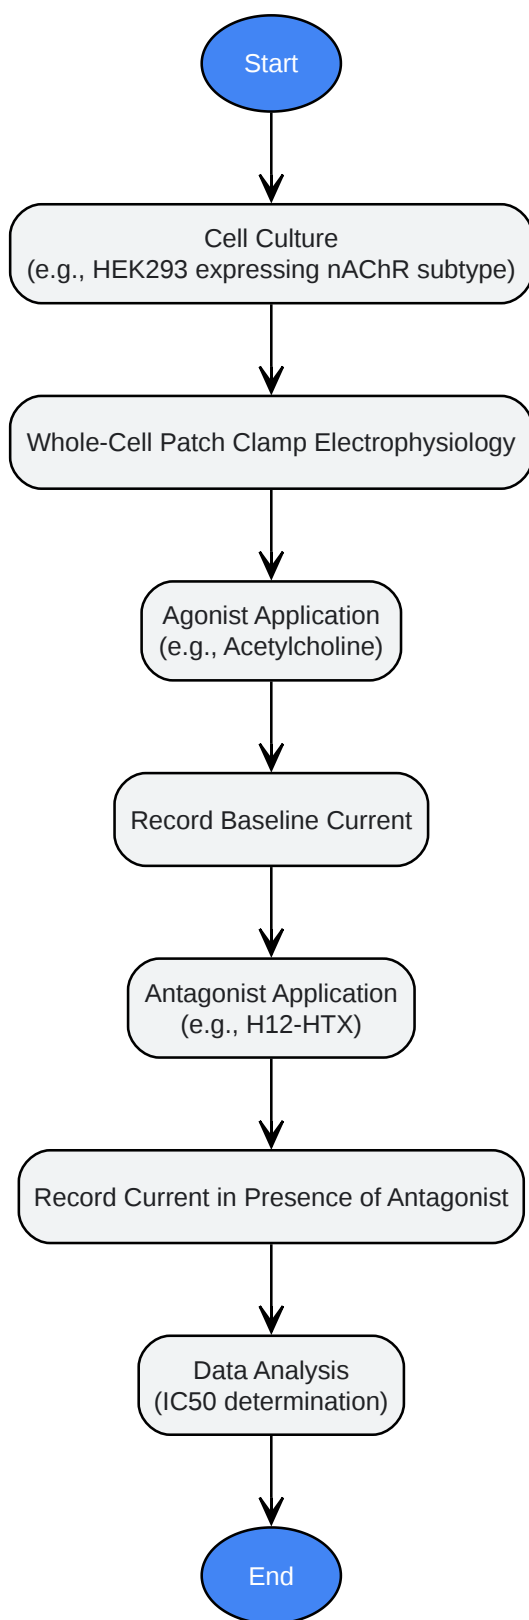 Start
Cell Culture
(e.g., HEK293 expressing nAChR subtype)
Whole-Cell Patch Clamp Electrophysiology
Agonist Application
(e.g., Acetylcholine)
Record Baseline Current
Antagonist Application
(e.g., H12-HTX)
Record Current in Presence of Antagonist
Data Analysis
(IC50 determination)
End